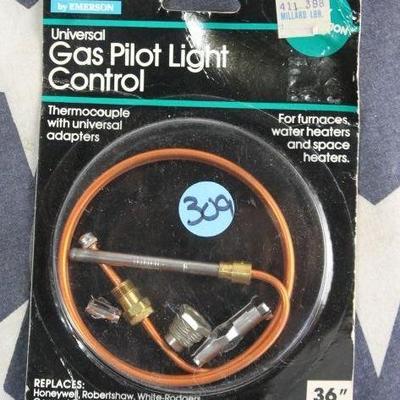 by EMERSON
411 398
MILLARD LBR.
Universal
Gas Pilot Light
Control
Thermocouple
with universal
adapters
For furnaces,
water heaters
and space
heaters.
309
REPLACES:
Honeywell, Robertshaw, White-Rodgers
36"